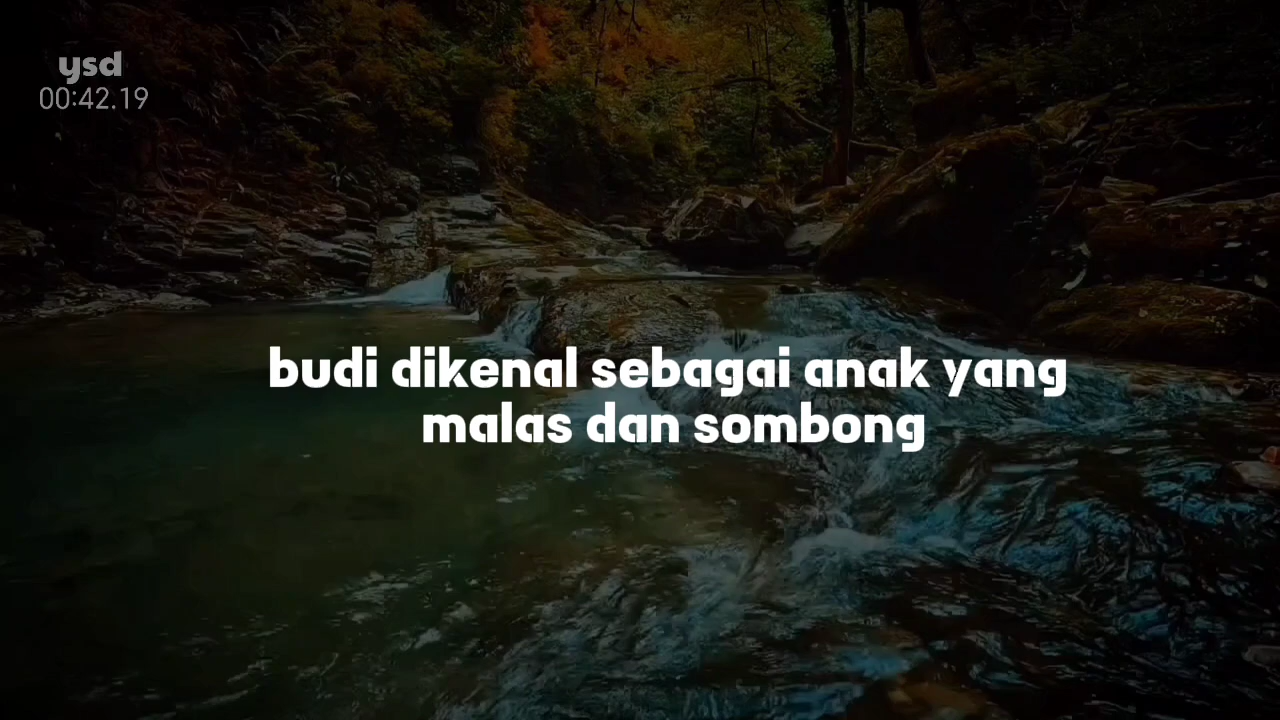 ysd
00:42.19
budi dikenal sebagai anak yang
malas dan sombong